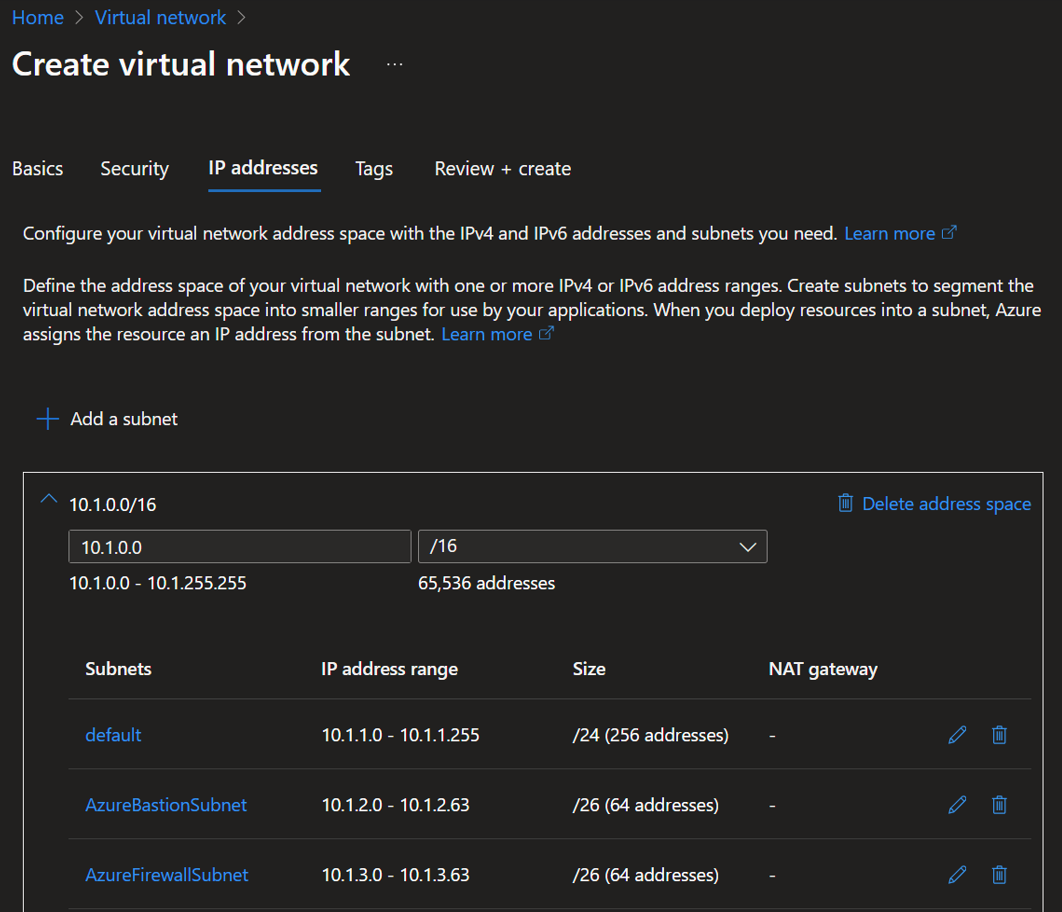 Home > Virtual network >
Create virtual network ...
Basics Security IP addresses Tags Review + create
Configure your virtual network address space with the IPv4 and IPv6 addresses and subnets you need. Learn more
Define the address space of your virtual network with one or more IPv4 or IPv6 address ranges. Create subnets to segment the
virtual network address space into smaller ranges for use by your applications. When you deploy resources into a subnet, Azure
assigns the resource an IP address from the subnet. Learn more
Add a subnet
10.1.0.0/16 Delete address space
10.1.0.0 /16
10.1.0.0 - 10.1.255.255 65,536 addresses
Subnets IP address range Size NAT gateway
default 10.1.1.0 - 10.1.1.255 /24 (256 addresses) -
AzureBastionSubnet 10.1.2.0 - 10.1.2.63 /26 (64 addresses) -
AzureFirewallSubnet 10.1.3.0 - 10.1.3.63 /26 (64 addresses) -